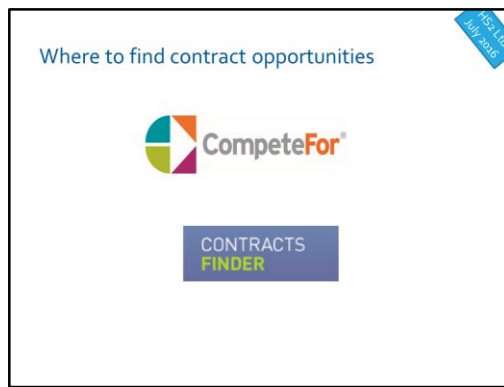 Where to find contract opportunities
HS2 Ltd
July 2016
CompeteFor®
CONTRACTS
FINDER